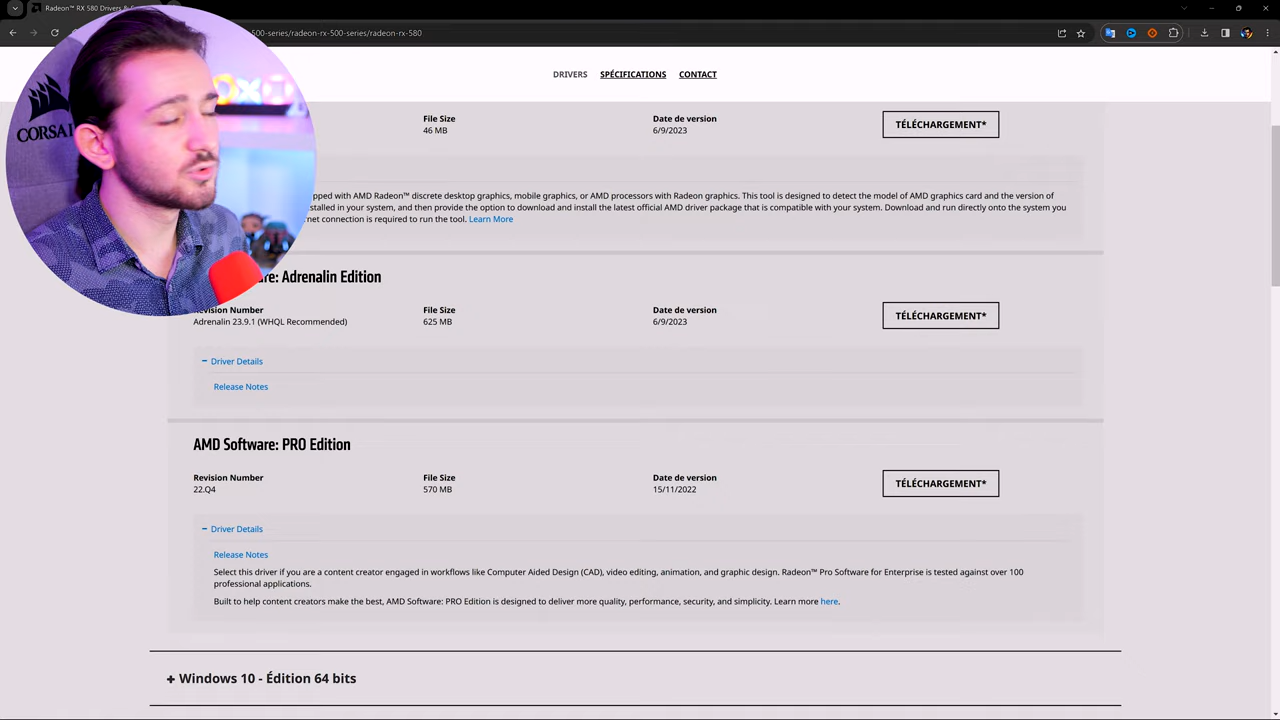 Radeon™ RX 580 Drivers &
-500-series/radeon-rx-580
DRIVERS SPÉCIFICATIONS CONTACT
CORSAI
File Size Date de version
46 MB 6/9/2023
TÉLÉCHARGEMENT*
with AMD Radeon™ discrete desktop graphics, mobile graphics, or AMD processors with Radeon graphics. This tool is designed to detect the model of AMD graphics card and the version of
in your system, and then provide the option to download and install the latest official AMD driver package that is compatible with your system. Download and run directly onto the system you
connection is required to run the tool. Learn More
Adrenalin Edition
Revision Number File Size Date de version
Adrenalin 23.9.1 (WHQL Recommended) 625 MB 6/9/2023
TÉLÉCHARGEMENT*
− Driver Details
Release Notes
AMD Software: PRO Edition
Revision Number File Size Date de version
22.Q4 570 MB 15/11/2022
TÉLÉCHARGEMENT*
− Driver Details
Release Notes
Select this driver if you are a content creator engaged in workflows like Computer Aided Design (CAD), video editing, animation, and graphic design. Radeon™ Pro Software for Enterprise is tested against over 100
professional applications.
Built to help content creators make the best, AMD Software: PRO Edition is designed to deliver more quality, performance, security, and simplicity. Learn more here.
+ Windows 10 - Édition 64 bits